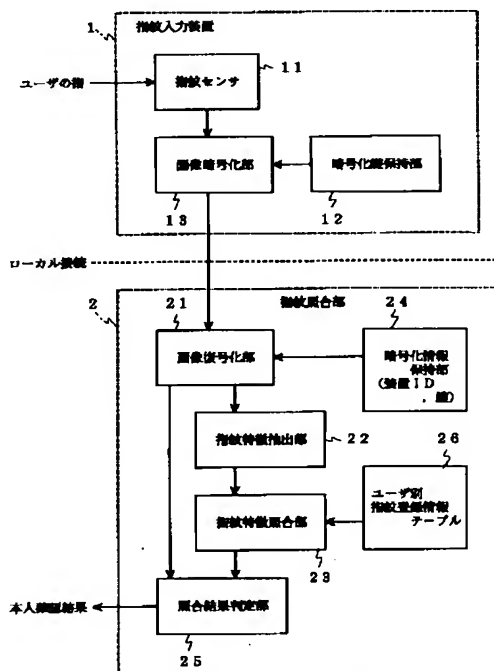 1
指紋入力装置
11
ユーザの指
指紋センサ
画像暗号化部
暗号化鍵保持部
13
12
ローカル接続
2
21
指紋照合部
24
画像復号化部
暗号化情報
保持部
(装置ID
,鍵)
指紋特徴抽出部
22
26
指紋特徴照合部
ユーザ別
指紋登録情報
テーブル
23
本人確認結果
照合結果判定部
25